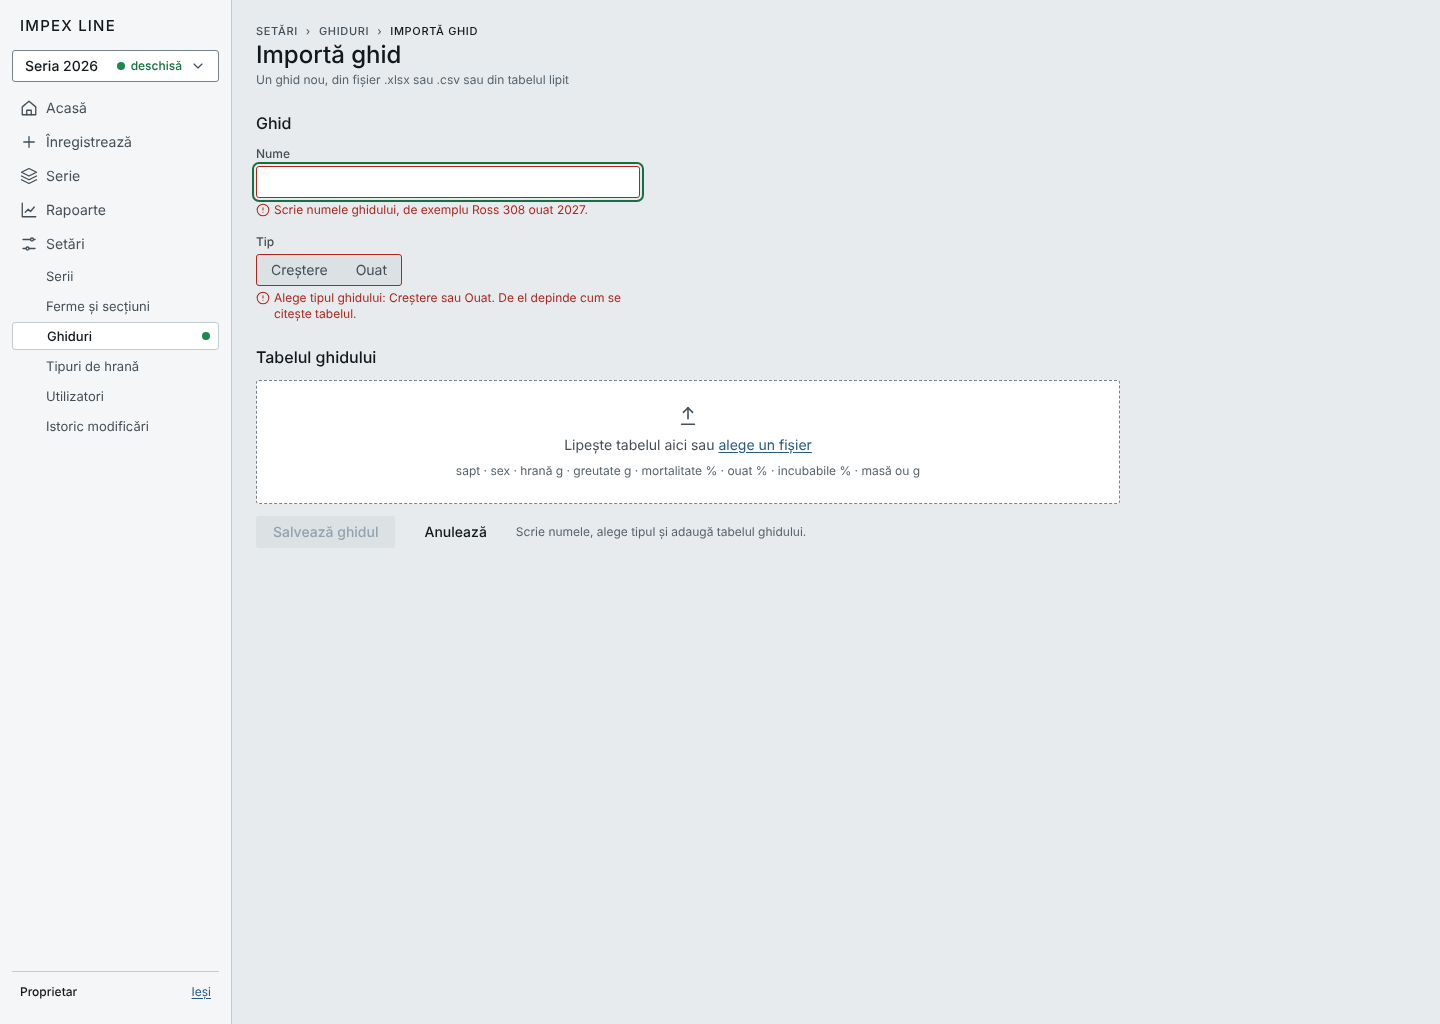 IMPEX LINE
Seria 2026 deschisă
Acasă
Înregistrează
Serie
Rapoarte
Setări
Serii
Ferme și secțiuni
Ghiduri
Tipuri de hrană
Utilizatori
Istoric modificări
Proprietar Ieși
SETĂRI › GHIDURI › IMPORTĂ GHID
Importă ghid
Un ghid nou, din fișier .xlsx sau .csv sau din tabelul lipit
Ghid
Nume
Scrie numele ghidului, de exemplu Ross 308 ouat 2027.
Tip
Creștere Ouat
Alege tipul ghidului: Creștere sau Ouat. De el depinde cum se
citește tabelul.
Tabelul ghidului
Lipește tabelul aici sau alege un fișier
sapt · sex · hrană g · greutate g · mortalitate % · ouat % · incubabile % · masă ou g
Salvează ghidul Anulează Scrie numele, alege tipul și adaugă tabelul ghidului.